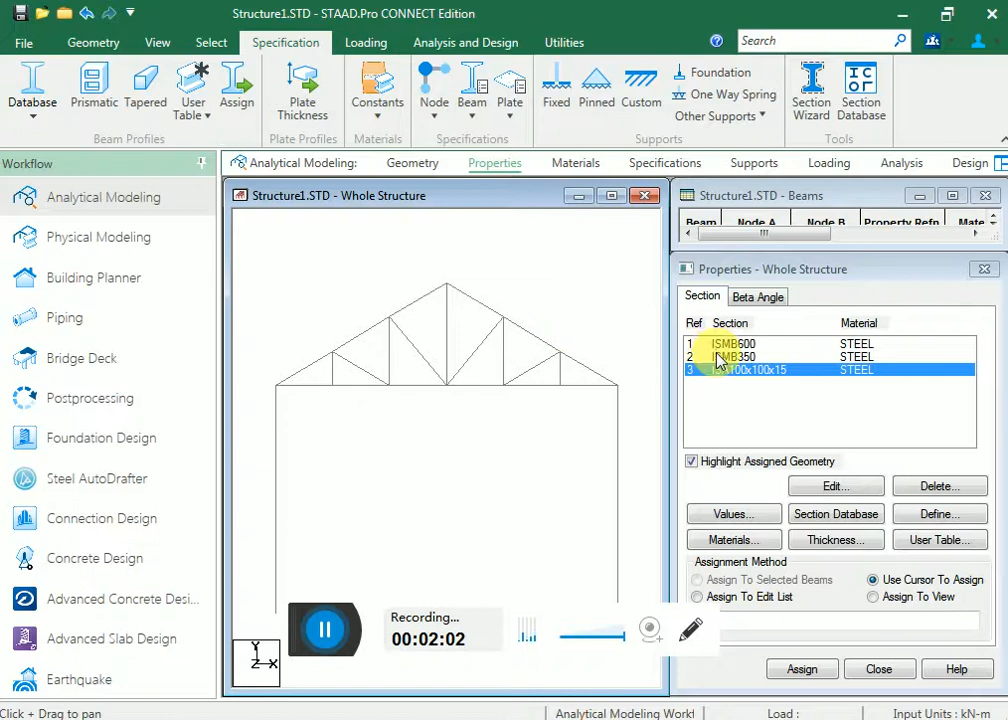 Structure1.STD - STAAD.Pro CONNECT Edition
File Geometry View Select Specification Loading Analysis and Design Utilities Search
Database Prismatic Tapered User Table Assign Plate Thickness Constants Node Beam Plate Fixed Pinned Custom Foundation One Way Spring Other Supports Section Wizard Section Database
Beam Profiles Plate Profiles Materials Specifications Supports Tools
Workflow
Analytical Modeling
Physical Modeling
Building Planner
Piping
Bridge Deck
Postprocessing
Foundation Design
Steel AutoDrafter
Connection Design
Concrete Design
Advanced Concrete Desi...
Advanced Slab Design
Earthquake
Analytical Modeling: Geometry Properties Materials Specifications Supports Loading Analysis Design
Structure1.STD - Whole Structure
Y
Z X
Recording...
00:02:02
Structure1.STD - Beams
Beam Node A Node B Property Refn Mate
Properties - Whole Structure
Section Beta Angle
Ref Section Material
1 ISMB600 STEEL
2 ISMB350 STEEL
3 100x100x15 STEEL
Highlight Assigned Geometry
Edit... Delete...
Values... Section Database Define...
Materials... Thickness... User Table...
Assignment Method
Assign To Selected Beams Use Cursor To Assign
Assign To Edit List Assign To View
Assign Close Help
Click + Drag to pan Analytical Modeling Workf Load : Input Units : kN-m